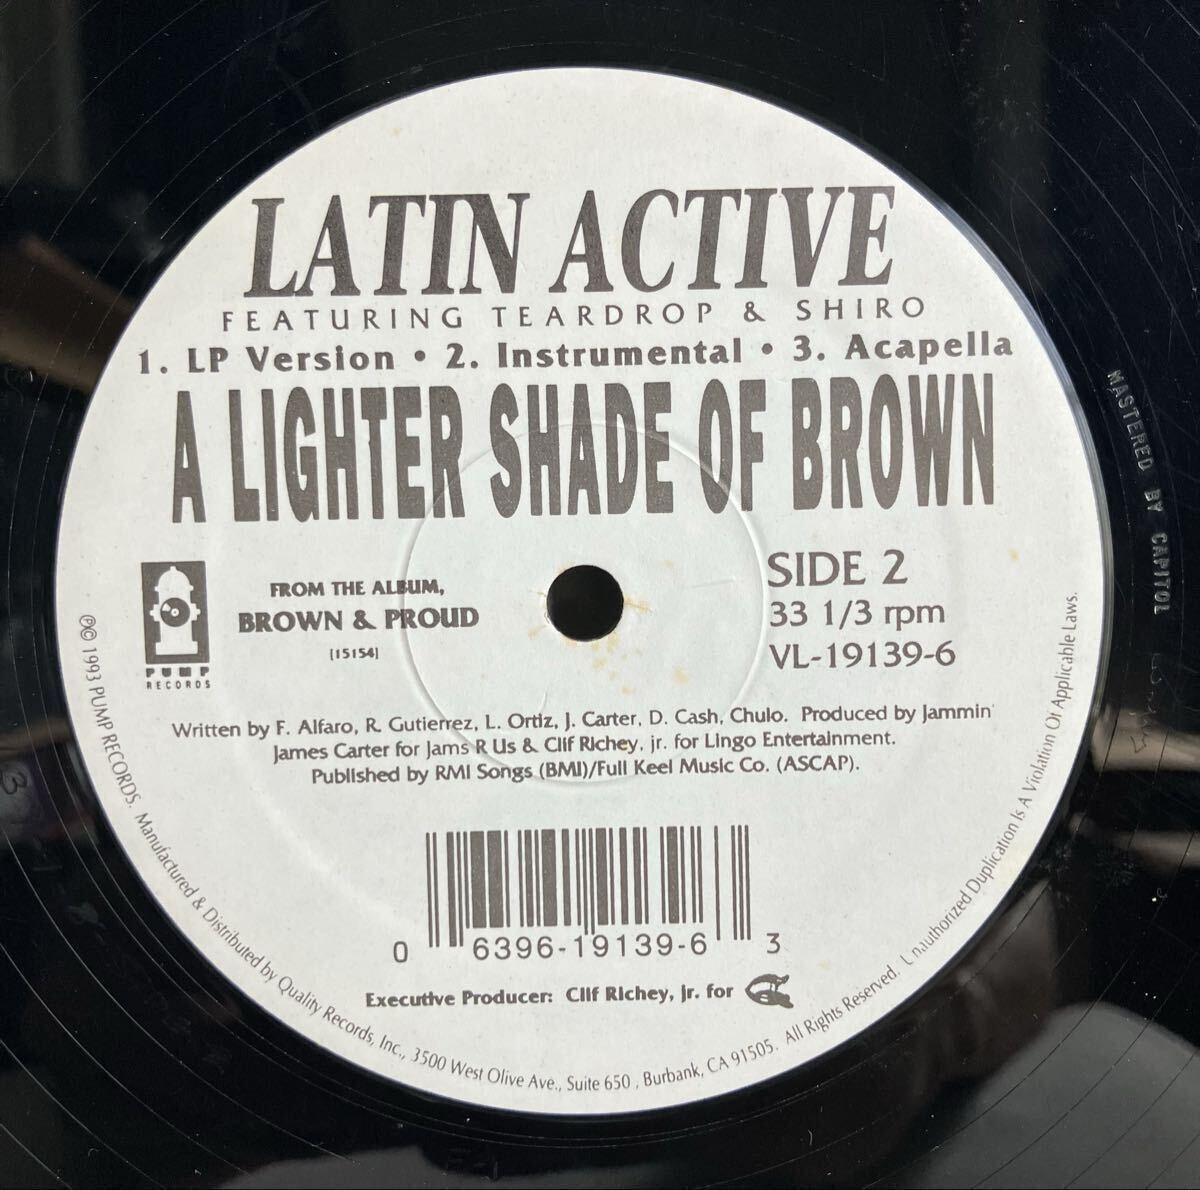 LATIN ACTIVE
FEATURING TEARDROP & SHIRO
1. LP Version • 2. Instrumental • 3. Acapella
A LIGHTER SHADE OF BROWN
PUMP
RECORDS
FROM THE ALBUM,
BROWN & PROUD
[15154]
SIDE 2
33 1/3 rpm
VL-19139-6
Written by F. Alfaro, R. Gutierrez, L. Ortiz, J. Carter, D. Cash, Chulo. Produced by Jammin'
James Carter for Jams R Us & Clif Richey, jr. for Lingo Entertainment.
Published by RMI Songs (BMI)/Full Keel Music Co. (ASCAP).
0 6396-19139-6 3
Executive Producer: Clif Richey, jr. for
℗© 1993 PUMP RECORDS. Manufactured & Distributed by Quality Records, Inc., 3500 West Olive Ave., Suite 650 , Burbank, CA 91505. All Rights Reserved. Unauthorized Duplication Is A Violation Of Applicable Laws.
MASTERED BY CAPITOL